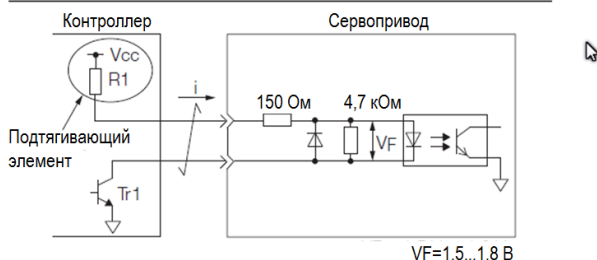 Контроллер
Сервопривод
Vcc
R1
i
150 Ом
4,7 кОм
Подтягивающий
элемент
VF
Tr1
VF=1,5...1,8 В